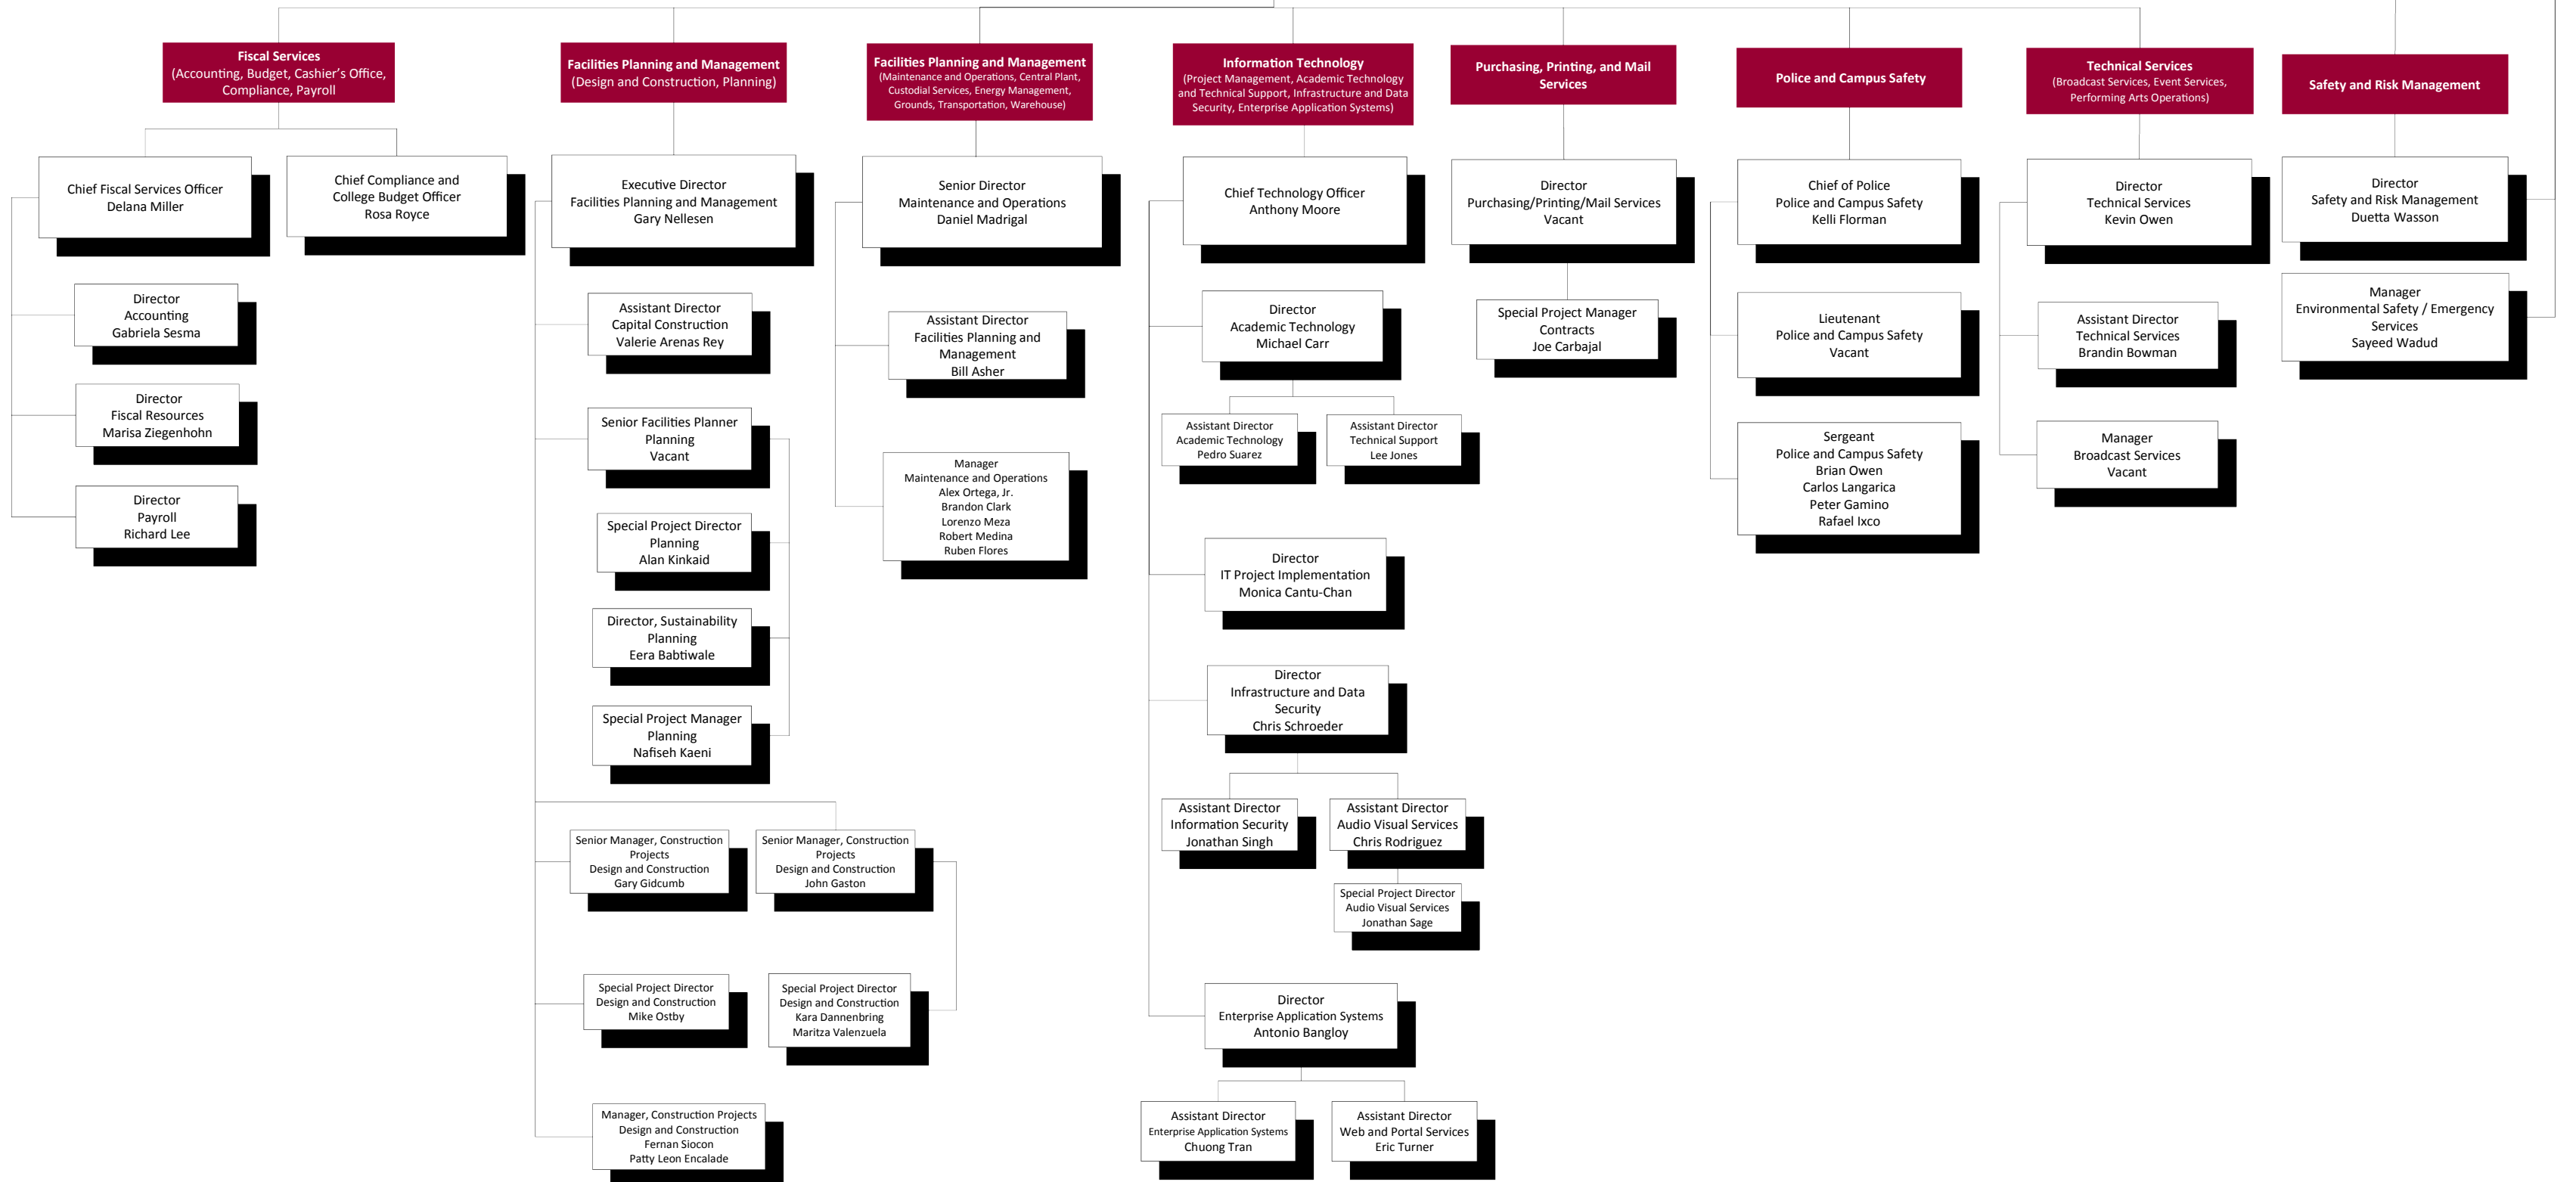 Fiscal Services
(Accounting, Budget, Cashier's Office,
Compliance, Payroll
Chief Fiscal Services Officer
Delana Miller
Chief Compliance and
College Budget Officer
Rosa Royce
Director
Accounting
Gabriela Sesma
Director
Fiscal Resources
Marisa Ziegenhohn
Director
Payroll
Richard Lee
Facilities Planning and Management
(Design and Construction, Planning)
Executive Director
Facilities Planning and Management
Gary Nellesen
Assistant Director
Capital Construction
Valerie Arenas Rey
Senior Facilities Planner
Planning
Vacant
Special Project Director
Planning
Alan Kinkaid
Director, Sustainability
Planning
Eera Babtiwale
Special Project Manager
Planning
Nafiseh Kaeni
Senior Manager, Construction
Projects
Design and Construction
Gary Gidcumb
Senior Manager, Construction
Projects
Design and Construction
John Gaston
Special Project Director
Design and Construction
Mike Ostby
Special Project Director
Design and Construction
Kara Dannenbring
Maritza Valenzuela
Manager, Construction Projects
Design and Construction
Fernan Siocon
Patty Leon Encalade
Facilities Planning and Management
(Maintenance and Operations, Central Plant,
Custodial Services, Energy Management,
Grounds, Transportation, Warehouse)
Senior Director
Maintenance and Operations
Daniel Madrigal
Assistant Director
Facilities Planning and
Management
Bill Asher
Manager
Maintenance and Operations
Alex Ortega, Jr.
Brandon Clark
Lorenzo Meza
Robert Medina
Ruben Flores
Information Technology
(Project Management, Academic Technology
and Technical Support, Infrastructure and Data
Security, Enterprise Application Systems)
Chief Technology Officer
Anthony Moore
Director
Academic Technology
Michael Carr
Assistant Director
Academic Technology
Pedro Suarez
Assistant Director
Technical Support
Lee Jones
Director
IT Project Implementation
Monica Cantu-Chan
Director
Infrastructure and Data
Security
Chris Schroeder
Assistant Director
Information Security
Jonathan Singh
Assistant Director
Audio Visual Services
Chris Rodriguez
Special Project Director
Audio Visual Services
Jonathan Sage
Director
Enterprise Application Systems
Antonio Bangloy
Assistant Director
Enterprise Application Systems
Chuong Tran
Assistant Director
Web and Portal Services
Eric Turner
Purchasing, Printing, and Mail
Services
Director
Purchasing/Printing/Mail Services
Vacant
Special Project Manager
Contracts
Joe Carbajal
Police and Campus Safety
Chief of Police
Police and Campus Safety
Kelli Florman
Lieutenant
Police and Campus Safety
Vacant
Sergeant
Police and Campus Safety
Brian Owen
Carlos Langarica
Peter Gamino
Rafael Ixco
Technical Services
(Broadcast Services, Event Services,
Performing Arts Operations)
Director
Technical Services
Kevin Owen
Assistant Director
Technical Services
Brandin Bowman
Manager
Broadcast Services
Vacant
Safety and Risk Management
Director
Safety and Risk Management
Duetta Wasson
Manager
Environmental Safety / Emergency
Services
Sayeed Wadud